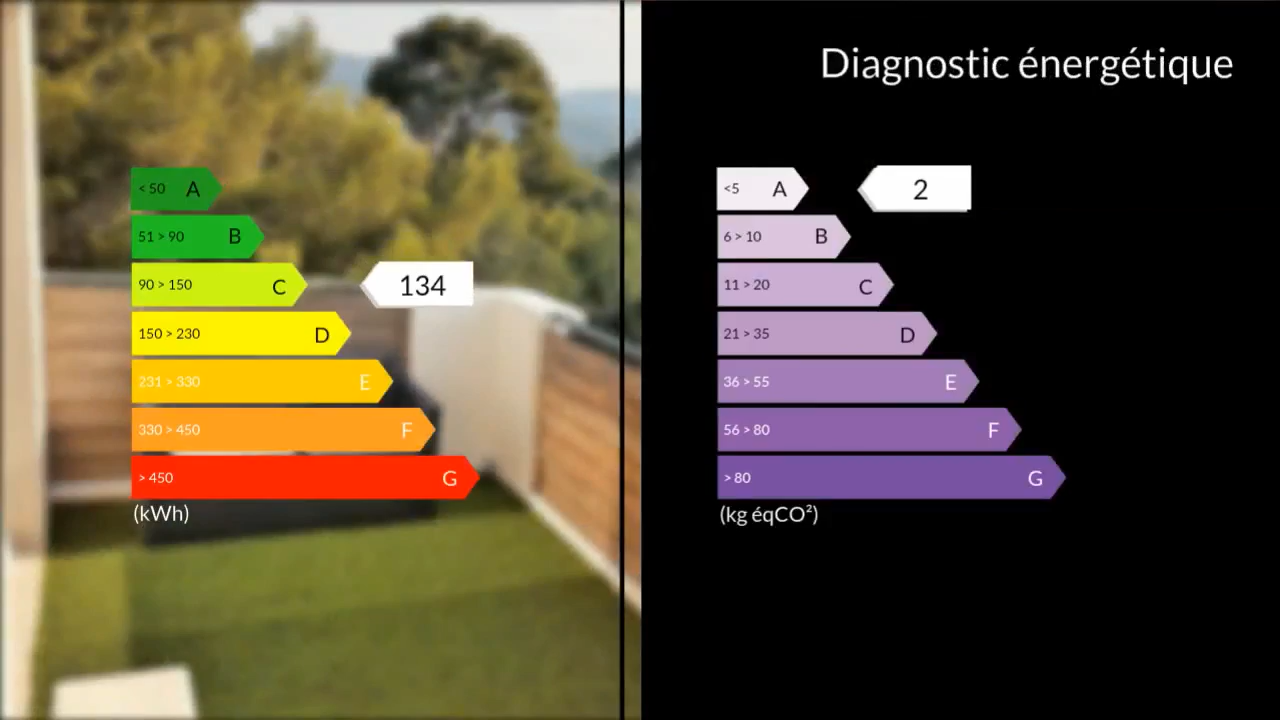 Diagnostic énergétique
< 50 A
51 > 90 B
90 > 150 C
134
150 > 230 D
231 > 330 E
330 > 450 F
> 450 G
(kWh)
<5 A
2
6 > 10 B
11 > 20 C
21 > 35 D
36 > 55 E
56 > 80 F
> 80 G
(kg éqCO²)